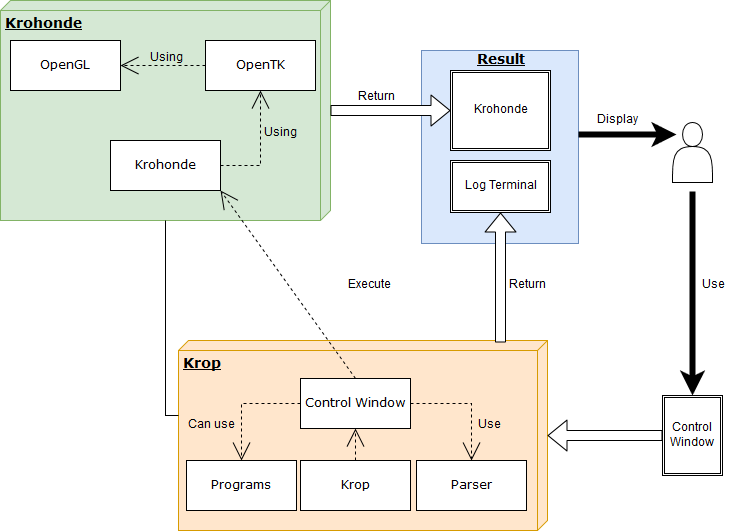 Krohonde
OpenGL
Using
OpenTK
Using
Krohonde
Return
Result
Krohonde
Log Terminal
Display
Use
Execute
Return
Krop
Control Window
Can use
Use
Programs
Krop
Parser
Control
Window